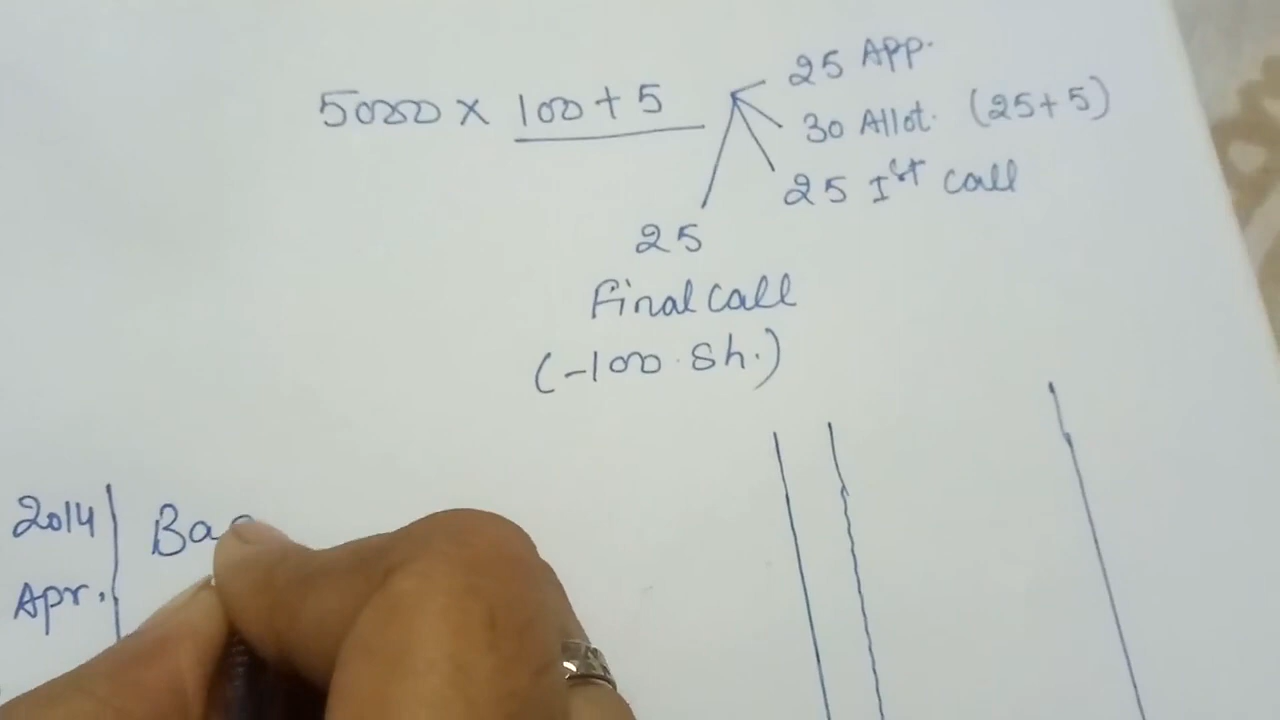 5000 × 100 + 5
25 App.
30 Allot. (25+5)
25 Ist call
25
Final call
(-100 Sh.)
2014
Apr.
Ba